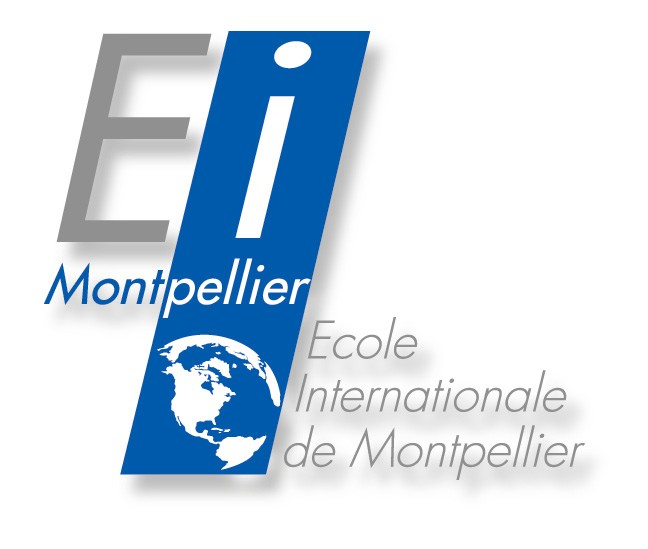 Ei
Montpellier
Ecole
Internationale
de Montpellier